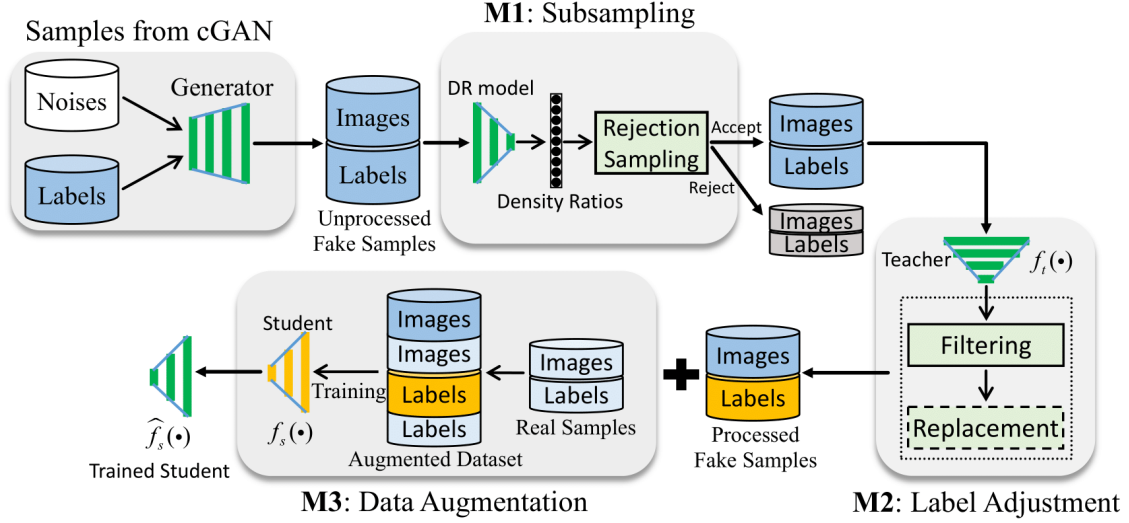 Samples from cGAN
Noises
Labels
Generator
Images
Labels
Unprocessed
Fake Samples
M1: Subsampling
DR model
Density Ratios
Rejection
Sampling
Accept
Reject
Images
Labels
Images
Labels
Teacher
f_t(•)
Filtering
Replacement
M2: Label Adjustment
Images
Labels
Processed
Fake Samples
+
Images
Labels
Real Samples
Images
Images
Labels
Labels
Augmented Dataset
Training
Student
f_s(•)
M3: Data Augmentation
f̂_s(•)
Trained Student